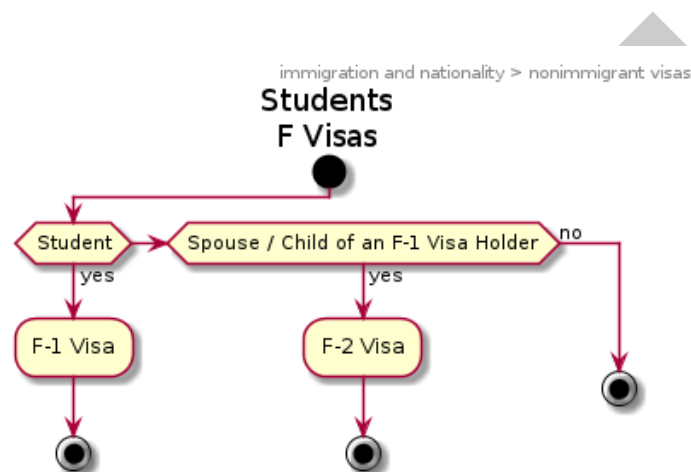 immigration and nationality > nonimmigrant visas
Students
F Visas
Student
Spouse / Child of an F-1 Visa Holder
no
yes
yes
F-1 Visa
F-2 Visa